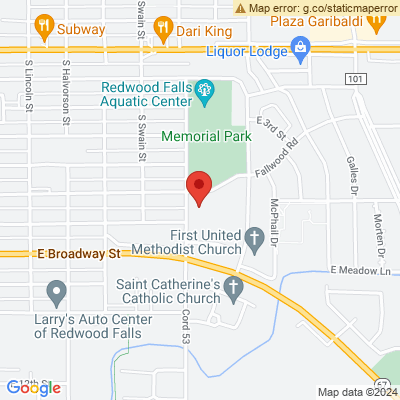 Map error: g.co/staticmaperror
Subway
Dari King
Plaza Garibaldi
Liquor Lodge
S Lincoln St
S Halvorson St
S Swain St
S Swain St
Redwood Falls
Aquatic Center
101
E 3rd St
Memorial Park
Fallwood Rd
Galles Dr.
McPhail Dr
Morten Dr.
First United
Methodist Church
E Broadway St
E Meadow Ln
Saint Catherine's
Catholic Church
Larry's Auto Center
of Redwood Falls
Cord 53
67
Google
Map data ©2024